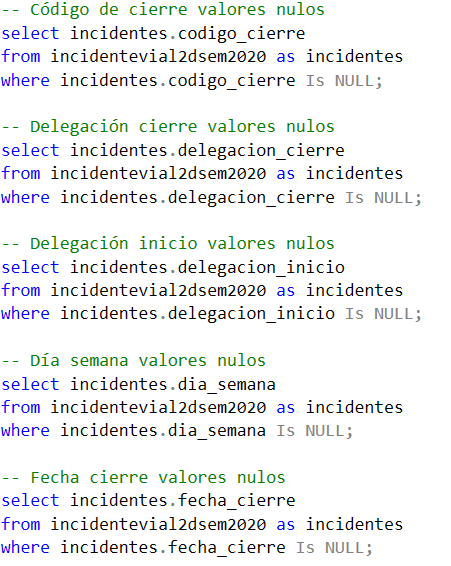 -- Código de cierre valores nulos
select incidentes.codigo_cierre
from incidentevial2dsem2020 as incidentes
where incidentes.codigo_cierre Is NULL;

-- Delegación cierre valores nulos
select incidentes.delegacion_cierre
from incidentevial2dsem2020 as incidentes
where incidentes.delegacion_cierre Is NULL;

-- Delegación inicio valores nulos
select incidentes.delegacion_inicio
from incidentevial2dsem2020 as incidentes
where incidentes.delegacion_inicio Is NULL;

-- Día semana valores nulos
select incidentes.dia_semana
from incidentevial2dsem2020 as incidentes
where incidentes.dia_semana Is NULL;

-- Fecha cierre valores nulos
select incidentes.fecha_cierre
from incidentevial2dsem2020 as incidentes
where incidentes.fecha_cierre Is NULL;